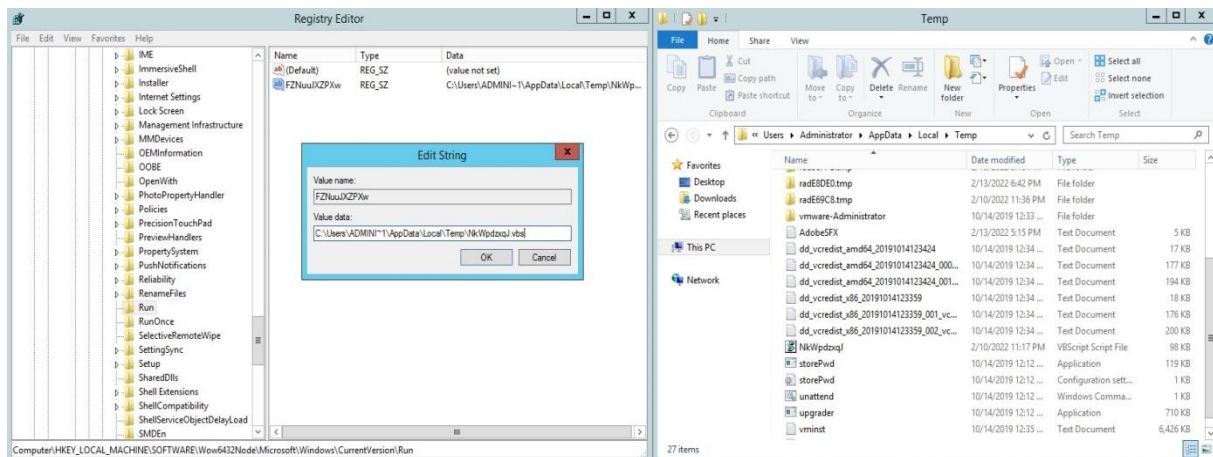 Registry Editor
File Edit View Favorites Help
IME
ImmersiveShell
Installer
Internet Settings
Lock Screen
Management Infrastructure
MMDevices
OEMInformation
OOBE
OpenWith
PhotoPropertyHandler
Policies
PrecisionTouchPad
PreviewHandlers
PropertySystem
PushNotifications
Reliability
RenameFiles
Run
RunOnce
SelectiveRemoteWipe
SettingSync
Setup
SharedDlls
Shell Extensions
ShellCompatibility
ShellServiceObjectDelayLoad
SMDEn
Name Type Data
(Default) REG_SZ (value not set)
FZNuuJXZPXw REG_SZ C:\Users\ADMINI~1\AppData\Local\Temp\NkWp...
Edit String
Value name:
FZNuuJXZPXw
Value data:
C:\Users\ADMINI~1\AppData\Local\Temp\NkWpdzxqJ.vbs
OK Cancel
Computer\HKEY_LOCAL_MACHINE\SOFTWARE\Wow6432Node\Microsoft\Windows\CurrentVersion\Run
Temp
File Home Share View
Copy Paste Cut Copy path Paste shortcut
Move to Copy to Delete Rename New folder
Properties Open Edit
Select all Select none Invert selection
Clipboard Organize New Open Select
« Users Administrator AppData Local Temp Search Temp
Favorites
Desktop
Downloads
Recent places
This PC
Network
Name Date modified Type Size
radE8DE0.tmp 2/13/2022 6:42 PM File folder
radE69C8.tmp 2/10/2022 11:36 PM File folder
vmware-Administrator 10/14/2019 12:33 ... File folder
AdobeSFX 2/13/2022 5:15 PM Text Document 5 KB
dd_vcredist_amd64_20191014123424 10/14/2019 12:34 ... Text Document 17 KB
dd_vcredist_amd64_20191014123424_000... 10/14/2019 12:34 ... Text Document 177 KB
dd_vcredist_amd64_20191014123424_001... 10/14/2019 12:34 ... Text Document 194 KB
dd_vcredist_x86_20191014123359 10/14/2019 12:34 ... Text Document 18 KB
dd_vcredist_x86_20191014123359_001_vc... 10/14/2019 12:34 ... Text Document 176 KB
dd_vcredist_x86_20191014123359_002_vc... 10/14/2019 12:34 ... Text Document 200 KB
NkWpdzxqJ 2/10/2022 11:17 PM VBScript Script File 98 KB
storePwd 10/14/2019 12:12 ... Application 119 KB
storePwd 10/14/2019 12:12 ... Configuration sett... 1 KB
unattend 10/14/2019 12:12 ... Windows Comma... 1 KB
upgrader 10/14/2019 12:12 ... Application 710 KB
vminst 10/14/2019 12:35 ... Text Document 6,426 KB
27 items